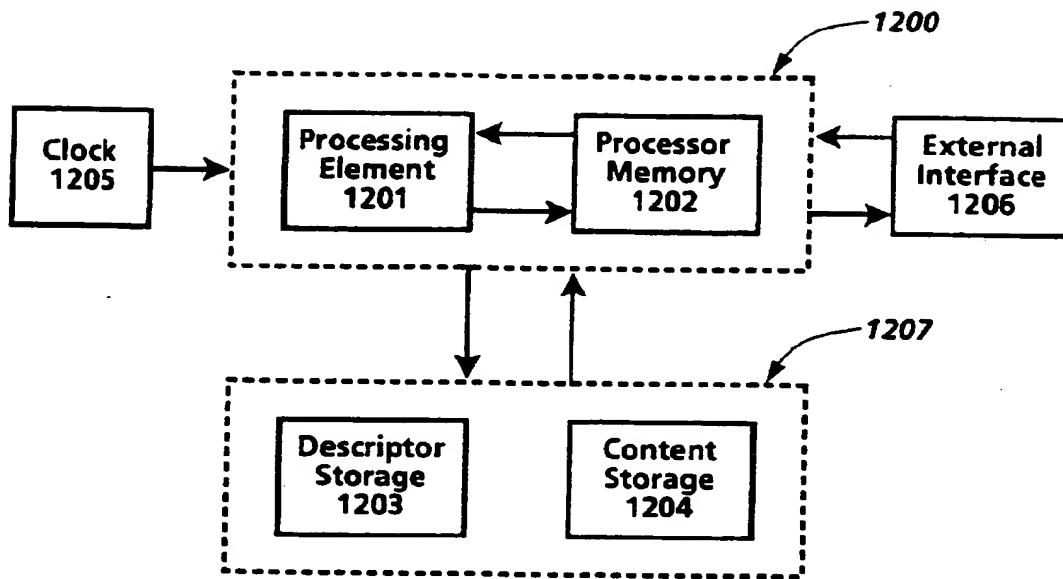 1200
Clock
1205
Processing
Element
1201
Processor
Memory
1202
External
Interface
1206
1207
Descriptor
Storage
1203
Content
Storage
1204